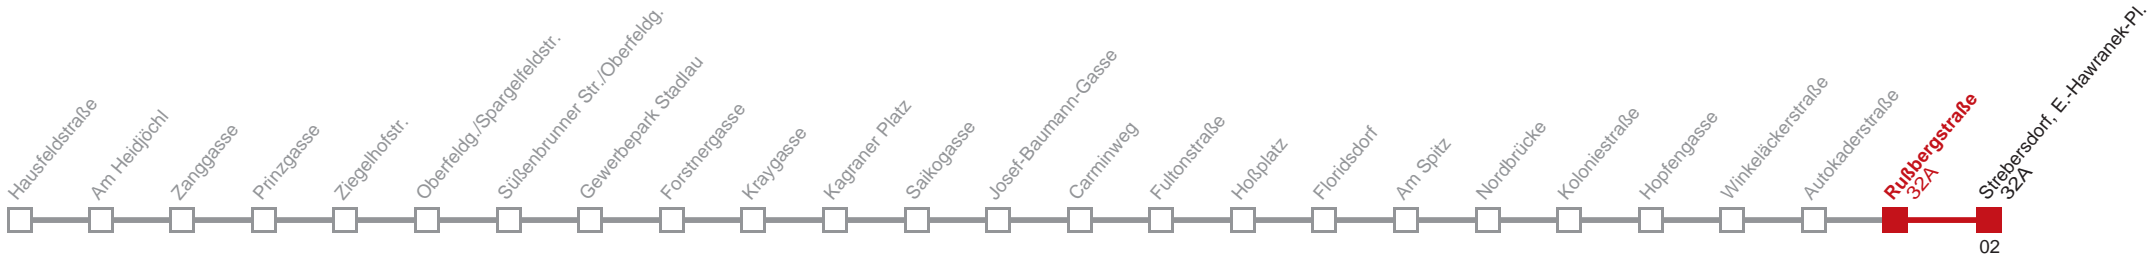 Hausfeldstraße
Am Heidjöchl
Zanggasse
Prinzgasse
Ziegelhofstr.
Oberfeldg./Spargelfeldstr.
Süßenbrunner Str./Oberfeldg.
Gewerbepark Stadlau
Forstnergasse
Kraygasse
Kagraner Platz
Saikogasse
Josef-Baumann-Gasse
Carminweg
Fultonstraße
Hoßplatz
Floridsdorf
Am Spitz
Nordbrücke
Koloniestraße
Hopfengasse
Winkeläckerstraße
Autokaderstraße
Rußbergstraße
32A
Strebersdorf, E.-Hawranek-Pl.
32A
02